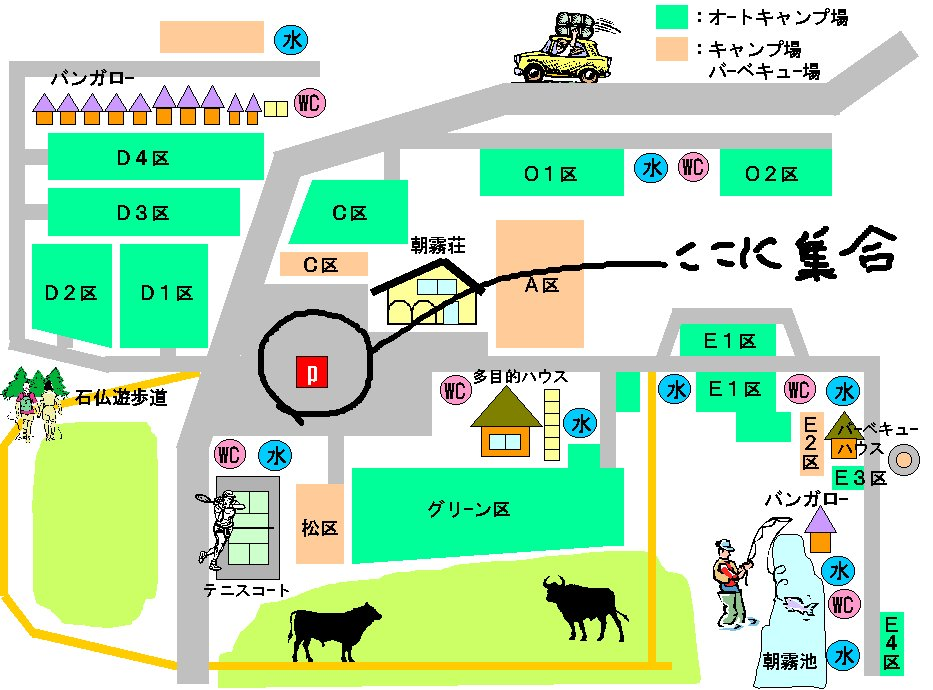 水
：オートキャンプ場
：キャンプ場
バーベキュー場
バンガロー
WC
D4区
O1区
水
WC
O2区
D3区
C区
朝霧荘
ここに集合
C区
A区
D2区
D1区
E1区
P
多目的ハウス
石仏遊歩道
WC
水
E1区
WC
水
水
E2区
バーベキュー
ハウス
WC
水
E3区
グリーン区
松区
バンガロー
テニスコート
水
WC
E4区
朝霧池
水